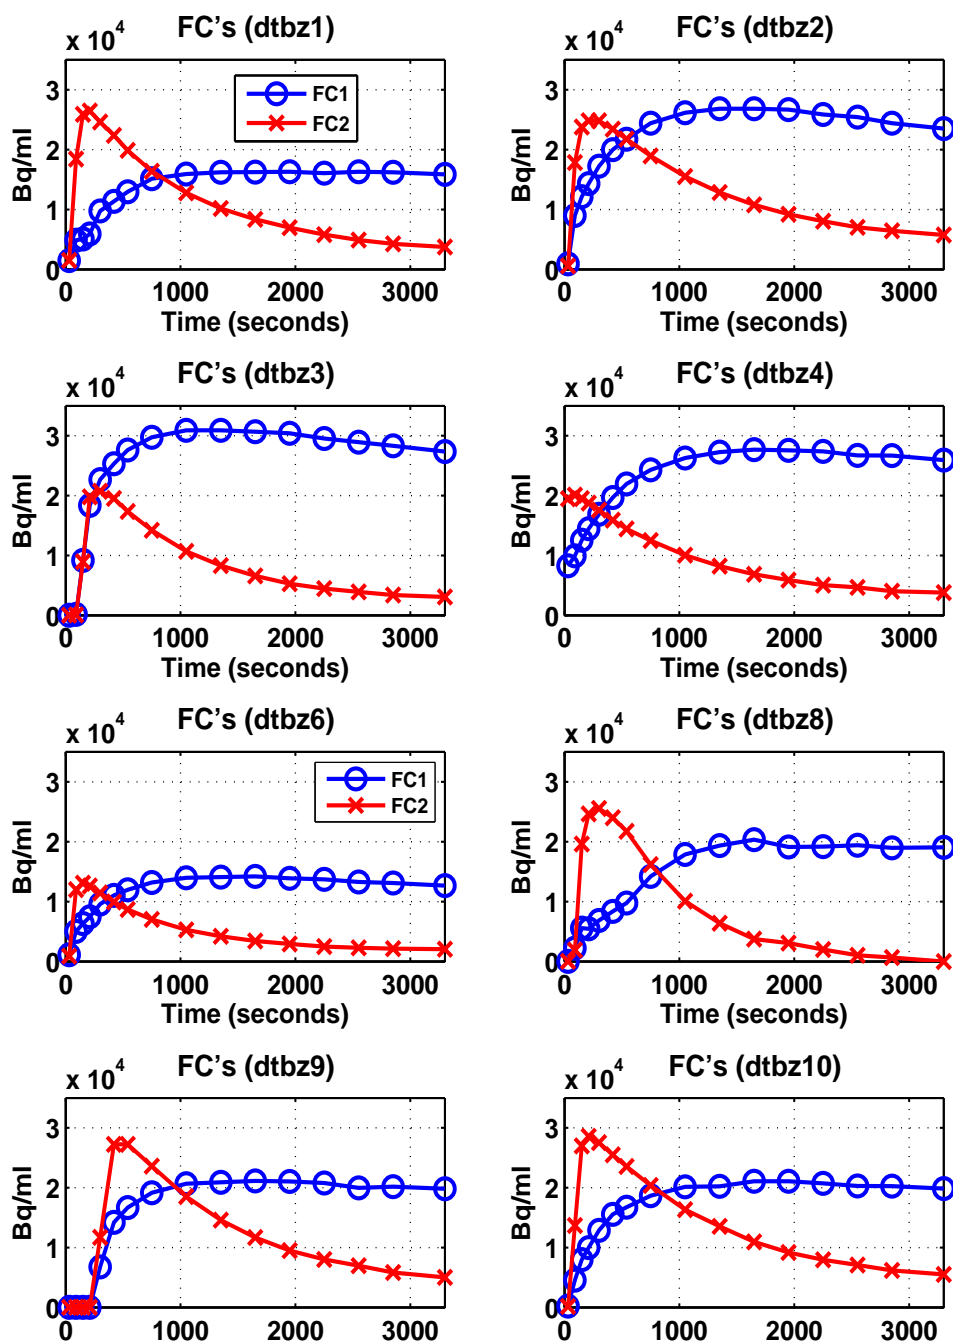 x 10^4 FC's (dtbz1)
3
2
1
0
Bq/ml
FC1
FC2
0 1000 2000 3000
Time (seconds)
x 10^4 FC's (dtbz2)
3
2
1
0
Bq/ml
0 1000 2000 3000
Time (seconds)
x 10^4 FC's (dtbz3)
3
2
1
0
Bq/ml
0 1000 2000 3000
Time (seconds)
x 10^4 FC's (dtbz4)
3
2
1
0
Bq/ml
0 1000 2000 3000
Time (seconds)
x 10^4 FC's (dtbz6)
3
2
1
0
Bq/ml
FC1
FC2
0 1000 2000 3000
Time (seconds)
x 10^4 FC's (dtbz8)
3
2
1
0
Bq/ml
0 1000 2000 3000
Time (seconds)
x 10^4 FC's (dtbz9)
3
2
1
0
Bq/ml
0 1000 2000 3000
x 10^4 FC's (dtbz10)
3
2
1
0
Bq/ml
0 1000 2000 3000